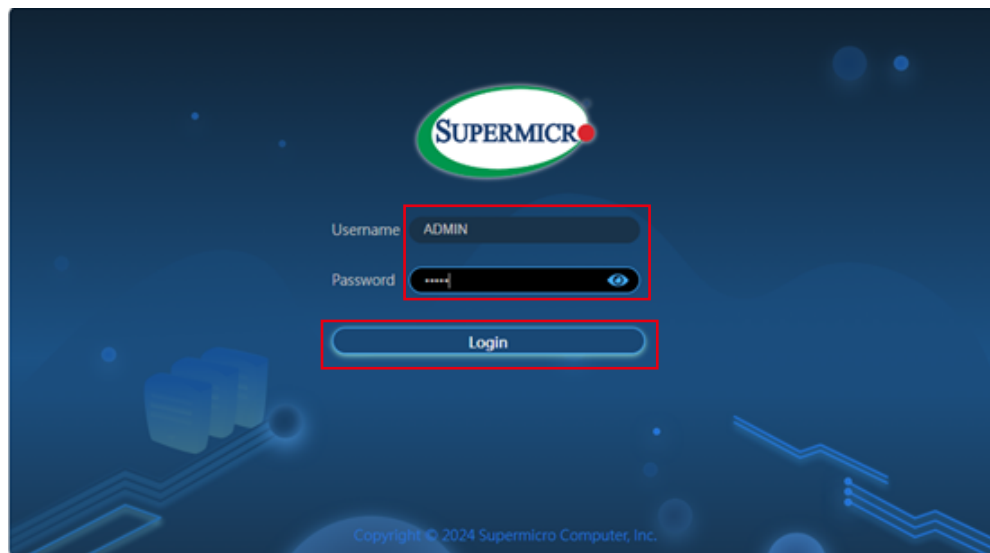 SUPERMICRO
Username ADMIN
Password •••••
Login
Copyright © 2024 Supermicro Computer, Inc.